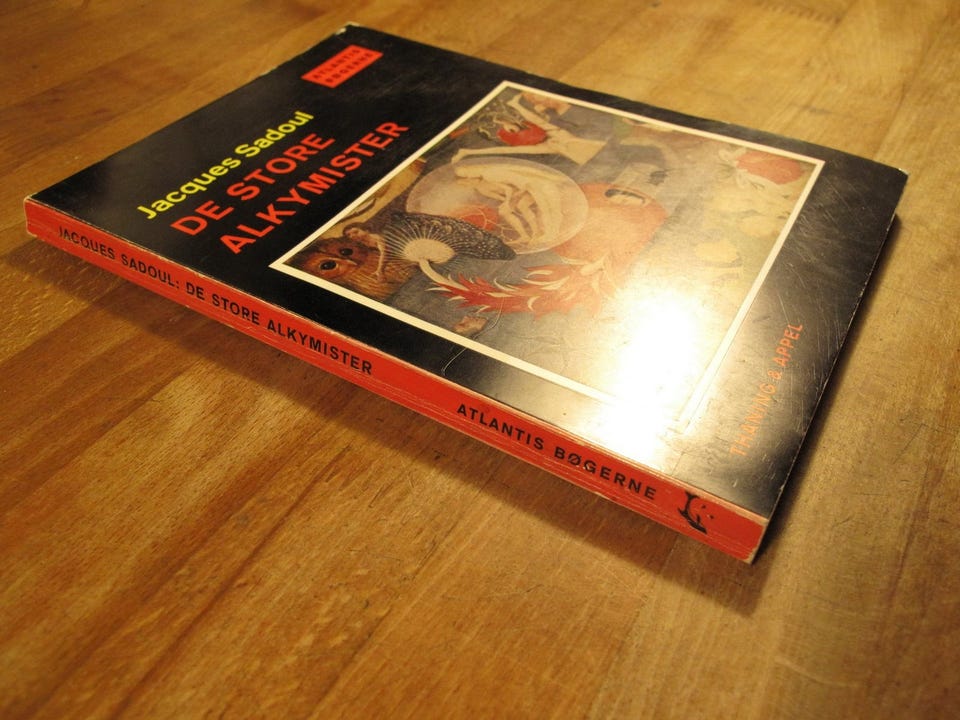 ATLANTIS
BØGERNE
Jacques Sadoul
DE STORE
ALKYMISTER
THANING & APPEL
JACQUES SADOUL: DE STORE ALKYMISTER
ATLANTIS BØGERNE